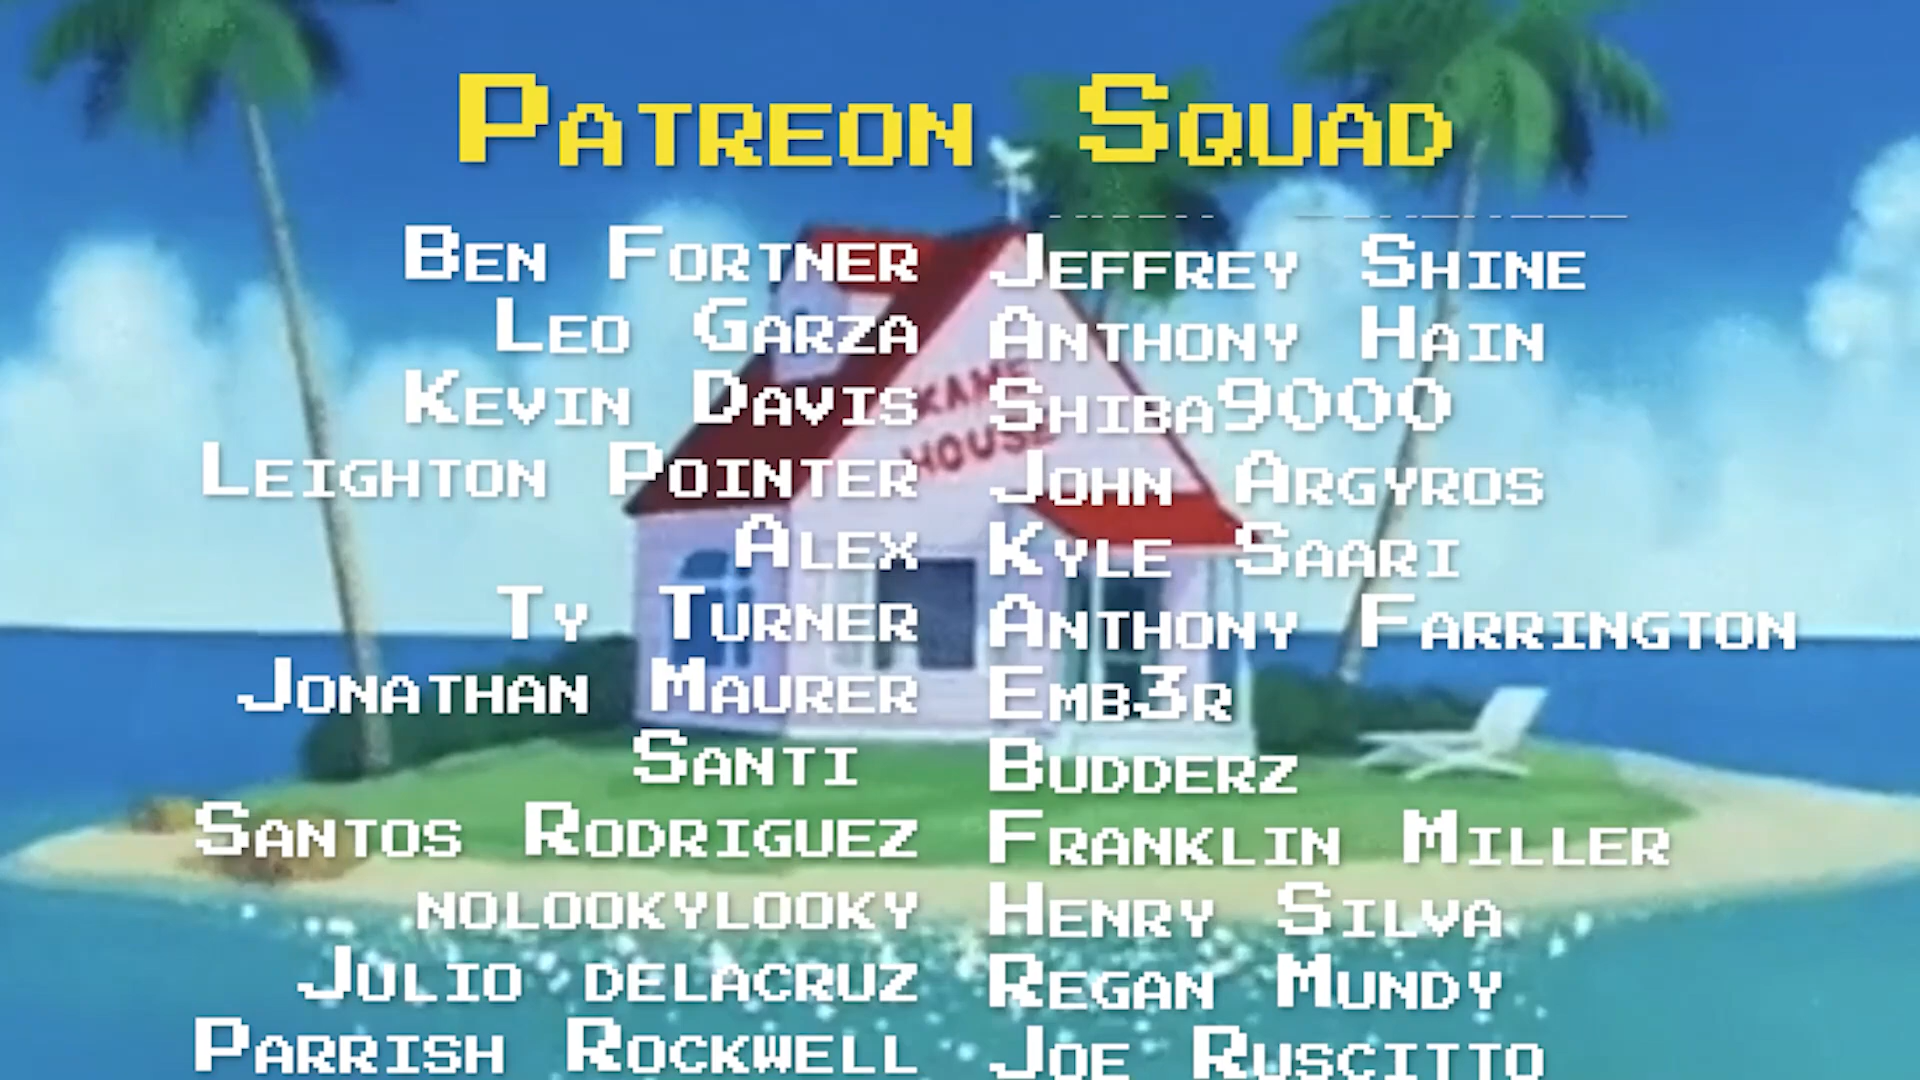 Patreon Squad
Ben Fortner
Leo Garza
Kevin Davis
Leighton Pointer
Alex
Ty Turner
Jonathan Maurer
Santi
Santos Rodriguez
nolookylooky
Julio delacruz
Parrish Rockwell
Jeffrey Shine
Anthony Hain
Shiba9000
John Argyros
Kyle Saari
Anthony Farrington
Emb3r
Budderz
Franklin Miller
Henry Silva
Regan Mundy
Joe Ruscitto
KAME
HOUSE